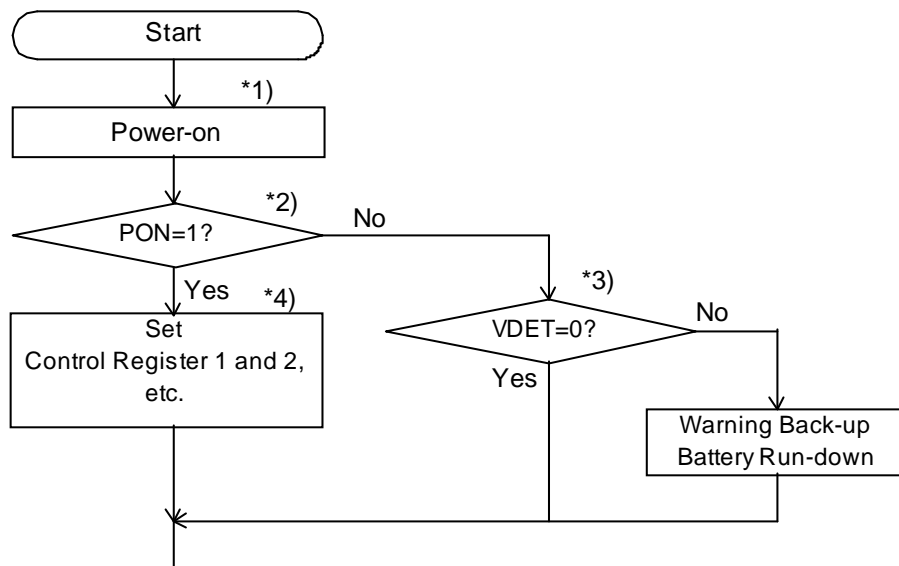 Start
*1)
Power-on
*2)
No
PON=1?
*3)
Yes
*4)
No
Set
VDET=0?
Control Register 1 and 2,
Yes
etc.
Warning Back-up
Battery Run-down